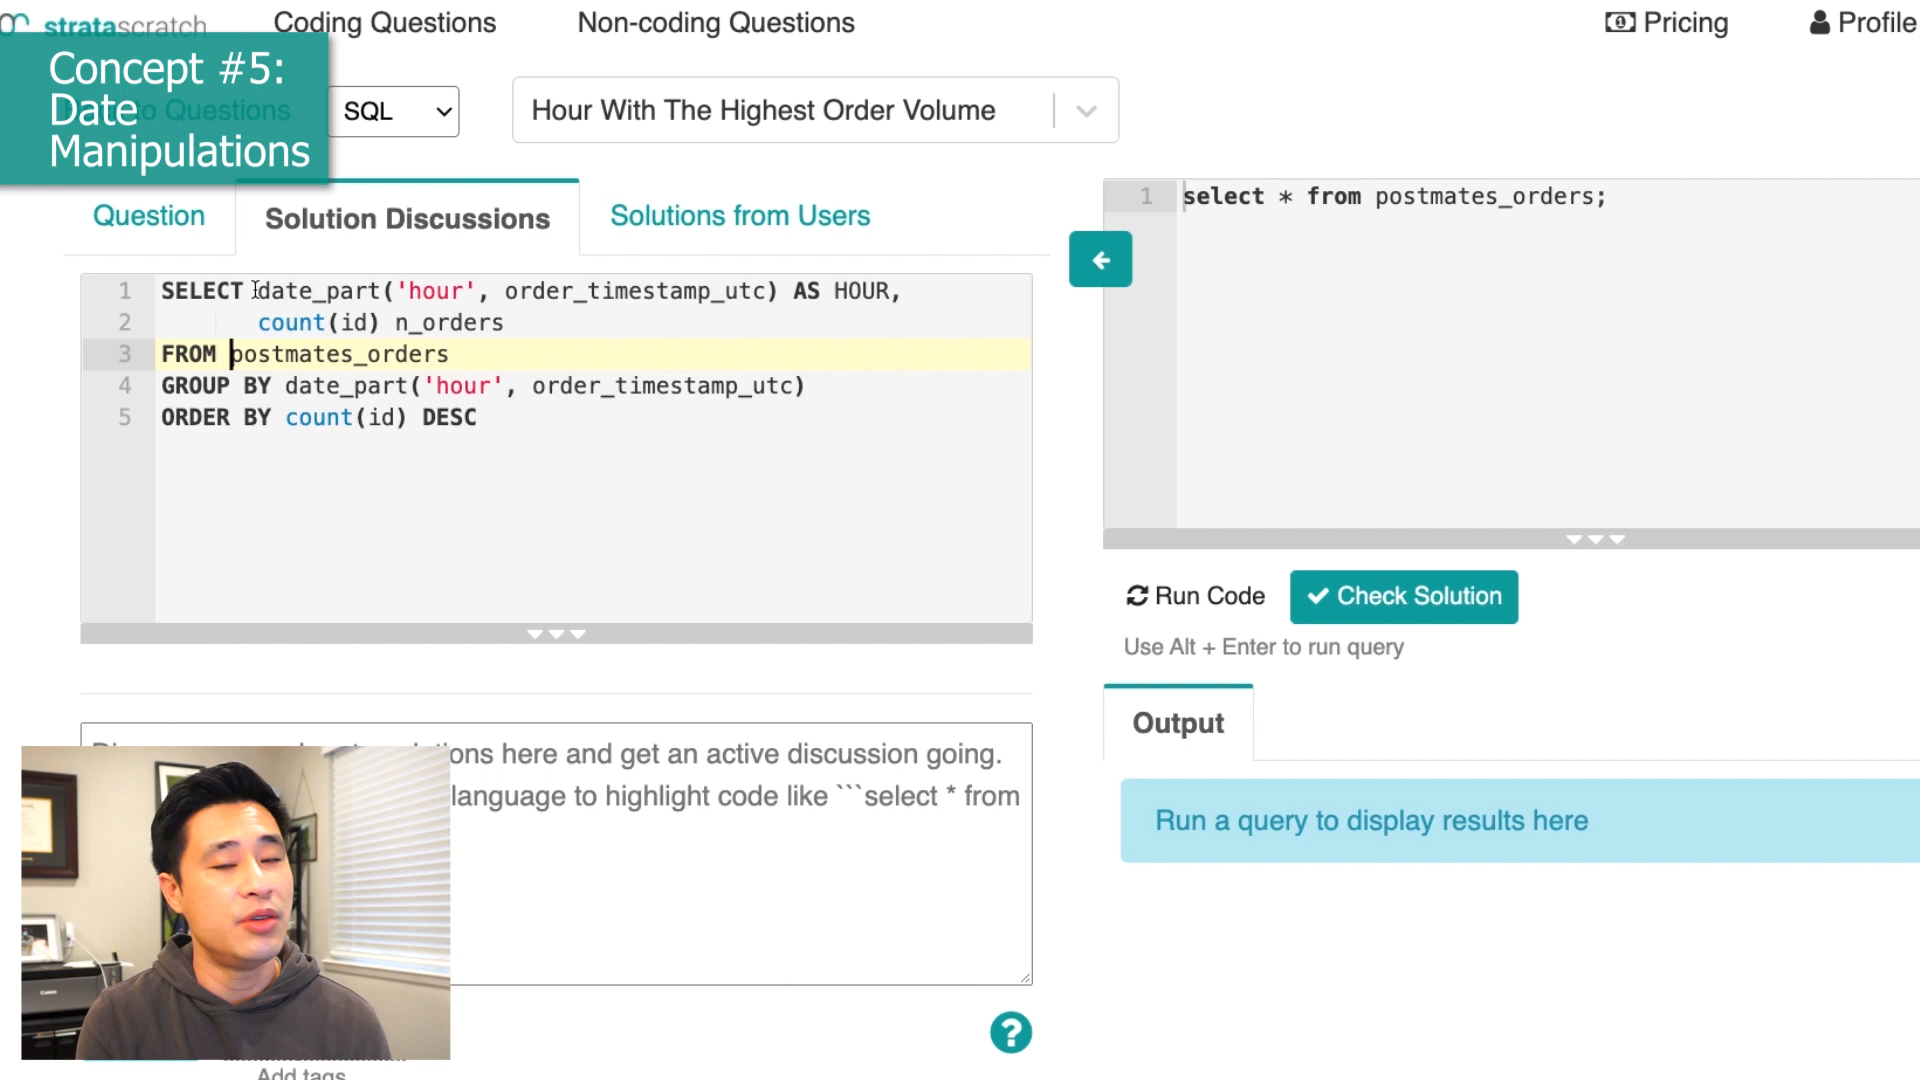 stratascratch
Coding Questions
Non-coding Questions
Pricing
Profile
Concept #5:
Date
Manipulations
to Questions
SQL
Hour With The Highest Order Volume
Question
Solution Discussions
Solutions from Users
1 SELECT date_part('hour', order_timestamp_utc) AS HOUR,
2 count(id) n_orders
3 FROM postmates_orders
4 GROUP BY date_part('hour', order_timestamp_utc)
5 ORDER BY count(id) DESC
1 select * from postmates_orders;
Run Code
Check Solution
Use Alt + Enter to run query
Output
Run a query to display results here
here and get an active discussion going.
language to highlight code like ```select * from
Add tags